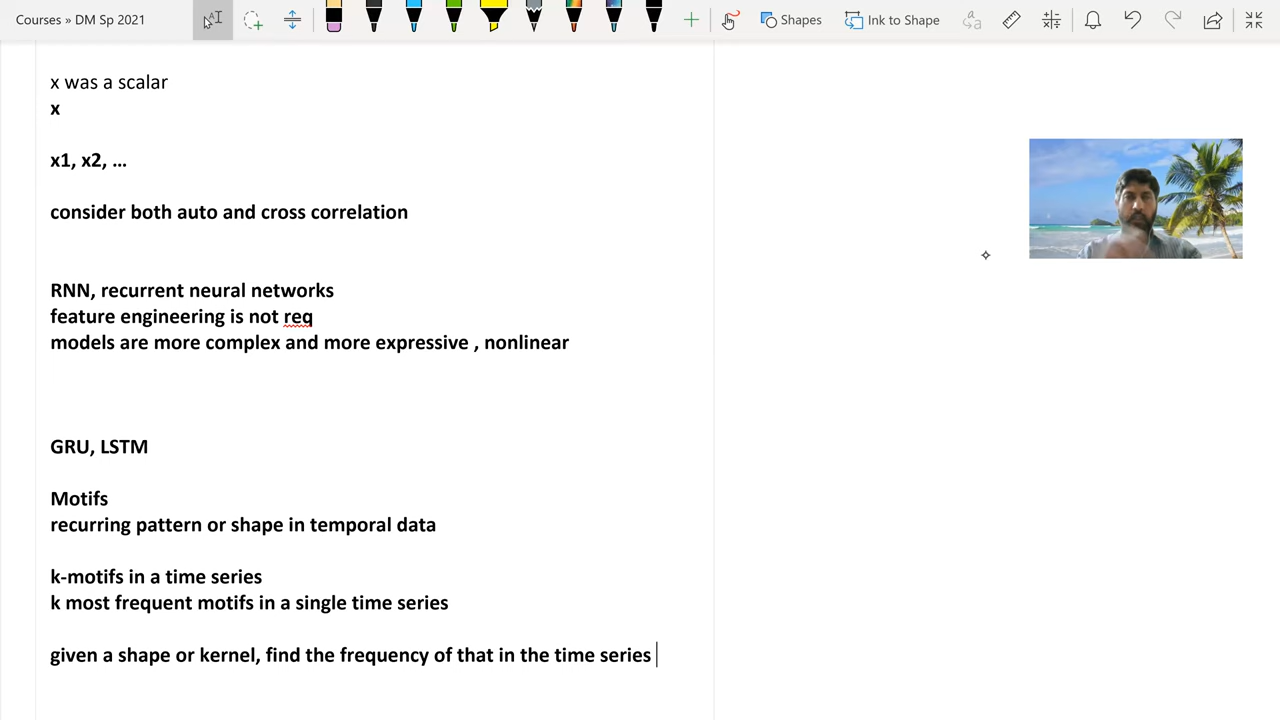 Courses » DM Sp 2021
Shapes
Ink to Shape
x was a scalar
x
x1, x2, ...
consider both auto and cross correlation
RNN, recurrent neural networks
feature engineering is not req
models are more complex and more expressive , nonlinear
GRU, LSTM
Motifs
recurring pattern or shape in temporal data
k-motifs in a time series
k most frequent motifs in a single time series
given a shape or kernel, find the frequency of that in the time series